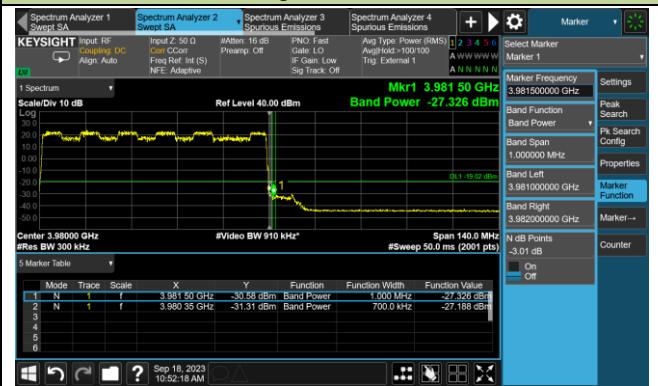 Spectrum Analyzer 1
Swept SA
Spectrum Analyzer 2
Swept SA
Spectrum Analyzer 3
Spurious Emissions
Spectrum Analyzer 4
Spurious Emissions
+
Marker
KEYSIGHT
Input: RF
Coupling: DC
Align: Auto
Input Z: 50 Ω
Corr CCorr
Freq Ref: Int (S)
NFE: Adaptive
#Atten: 16 dB
Preamp: Off
PNO: Fast
Gate: LO
IF Gain: Low
Sig Track: Off
Avg Type: Power (RMS)
Avg|Hold:>100/100
Trig: External 1
1 2 3 4 5 6
A W W W W W
A N N N N N
LVI
Select Marker
Marker 1
Marker Frequency
3.981500000 GHz
Settings
Band Function
Band Power
Peak
Search
Band Span
1.000000 MHz
Pk Search
Config
Band Left
3.981000000 GHz
Properties
Band Right
3.982000000 GHz
Marker
Function
N dB Points
-3.01 dB
Marker→
On
Off
Counter
1 Spectrum
Scale/Div 10 dB
Ref Level 40.00 dBm
Mkr1 3.981 50 GHz
Band Power -27.326 dBm
Log
30.0
20.0
10.0
0.00
-10.0
-20.0
-30.0
-40.0
-50.0
DL1 -19.02 dBm
1
Center 3.98000 GHz
#Video BW 910 kHz*
Span 140.0 MHz
#Res BW 300 kHz
#Sweep 50.0 ms (2001 pts)
5 Marker Table
Mode Trace Scale X Y Function Function Width Function Value
1 N 1 f 3.981 50 GHz -30.58 dBm Band Power 1.000 MHz -27.326 dBm
2 N 1 f 3.980 35 GHz -31.31 dBm Band Power 700.0 kHz -27.188 dBm
3
4
5
6
?
Sep 18, 2023
10:52:18 AM